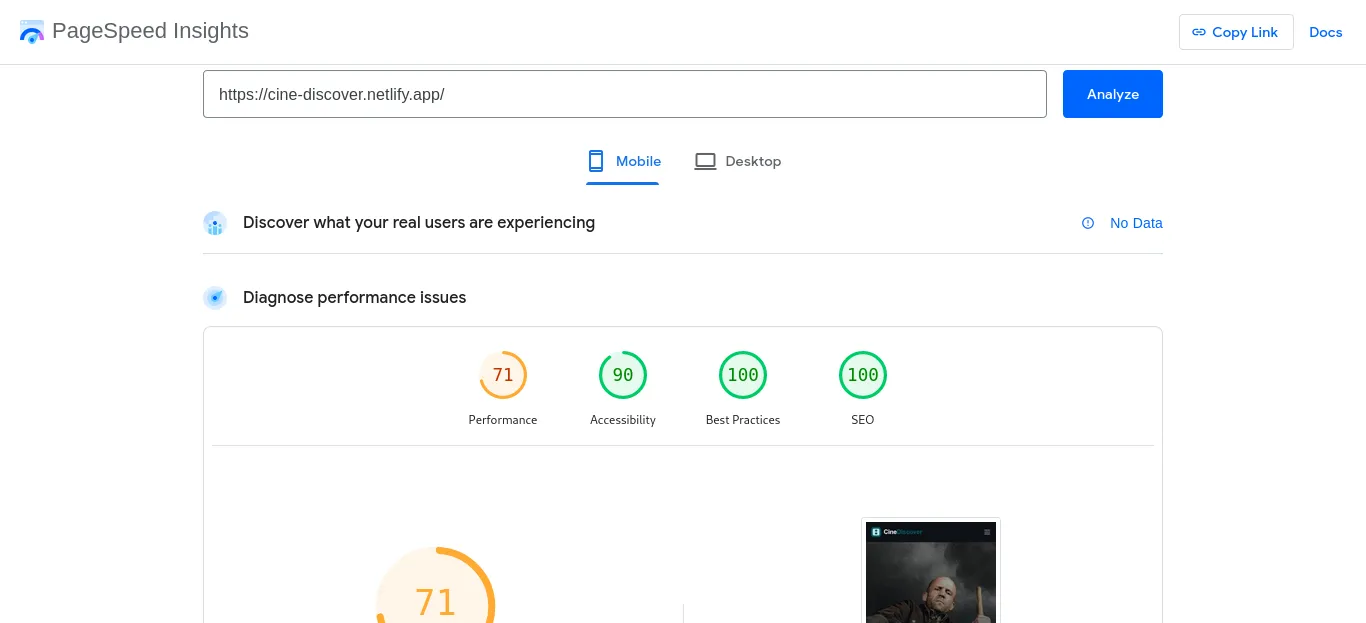 PageSpeed Insights
Copy Link
Docs
https://cine-discover.netlify.app/
Analyze
Mobile
Desktop
Discover what your real users are experiencing
No Data
Diagnose performance issues
71
90
100
100
Performance
Accessibility
Best Practices
SEO
CineDiscover
71